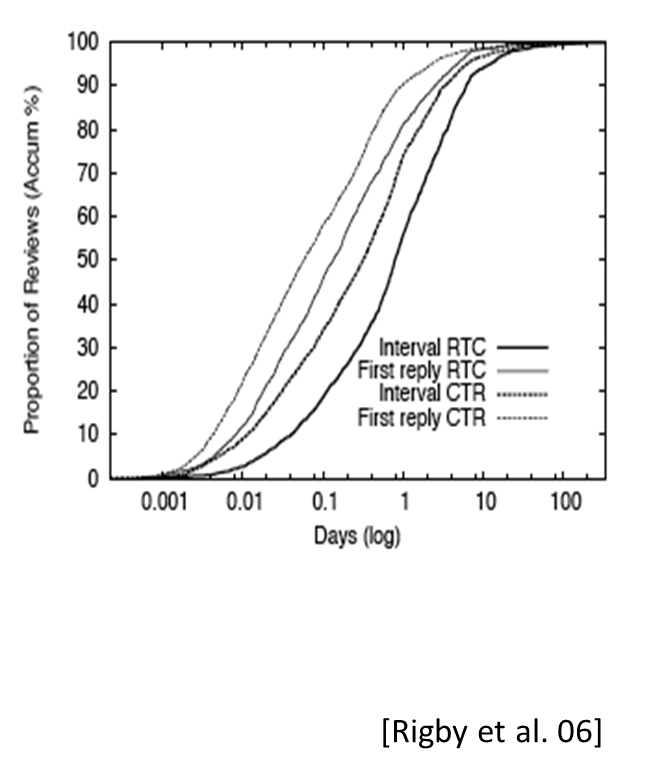 100
90
80
70
60
50
40
30
20
10
0
Proportion of Reviews (Accum %)
Interval RTC
First reply RTC
Interval CTR
First reply CTR
0.001 0.01 0.1 1 10 100
Days (log)
[Rigby et al. 06]